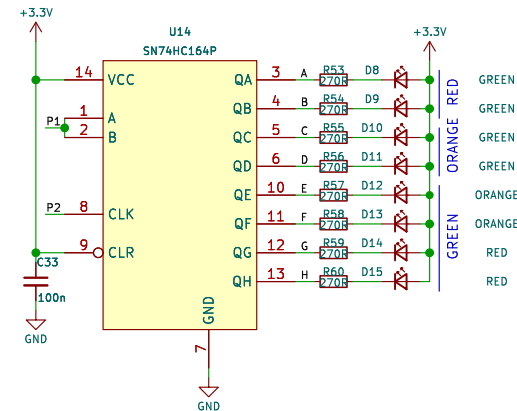 +3.3V
+3.3V
U14
SN74HC164P
14 VCC
1 A
P1
2 B
P2 8 CLK
9 CLR
C33
100n
GND
GND
7
GND
QA 3 A R53 270R D8 GREEN
QB 4 B R54 270R D9 GREEN
QC 5 C R55 270R D10 GREEN
QD 6 D R56 270R D11 GREEN
QE 10 E R57 270R D12 ORANGE
QF 11 F R58 270R D13 ORANGE
QG 12 G R59 270R D14 RED
QH 13 H R60 270R D15 RED
RED
ORANGE
GREEN